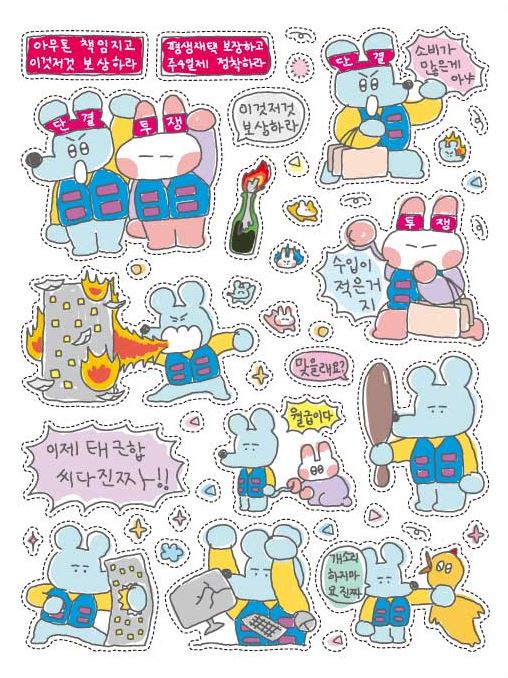 아무튼 책임지고
이것저것 보상하라
평생채택 보장하고
주4일제 정착하라
단결
투쟁
이것저것
보상하라
단결
소비가
많은게
아냐
투쟁
수입이
적은거
지
맞을래요?
월급이다
이제 태근합
씨다 진짜!!
개소리
하지마
요 진짜